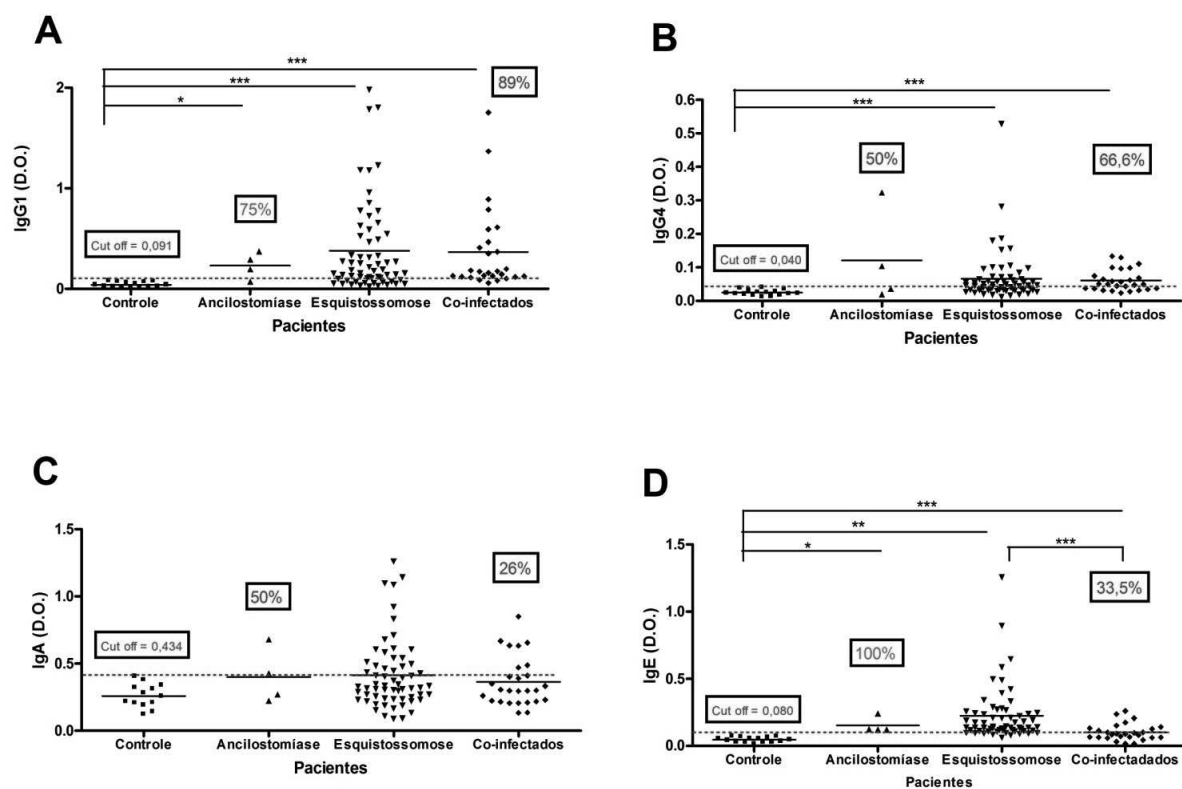 A
***
***
*
89%
75%
Cut off = 0,091
IgG1 (D.O.)
2
1
0
Controle Ancilostomíase Esquistossomose Co-infectados
Pacientes
B
***
***
50%
66,6%
Cut off = 0,040
IgG4 (D.O.)
0.6
0.5
0.4
0.3
0.2
0.1
0.0
Controle Ancilostomíase Esquistossomose Co-infectados
Pacientes
C
26%
50%
Cut off = 0,434
IgA (D.O.)
1.5
1.0
0.5
0.0
Controle Ancilostomíase Esquistossomose Co-infectados
Pacientes
D
***
**
*
***
33,5%
100%
Cut off = 0,080
IgE (D.O.)
1.5
1.0
0.5
0.0
Controle Ancilostomíase Esquistossomose Co-infectadados
Pacientes